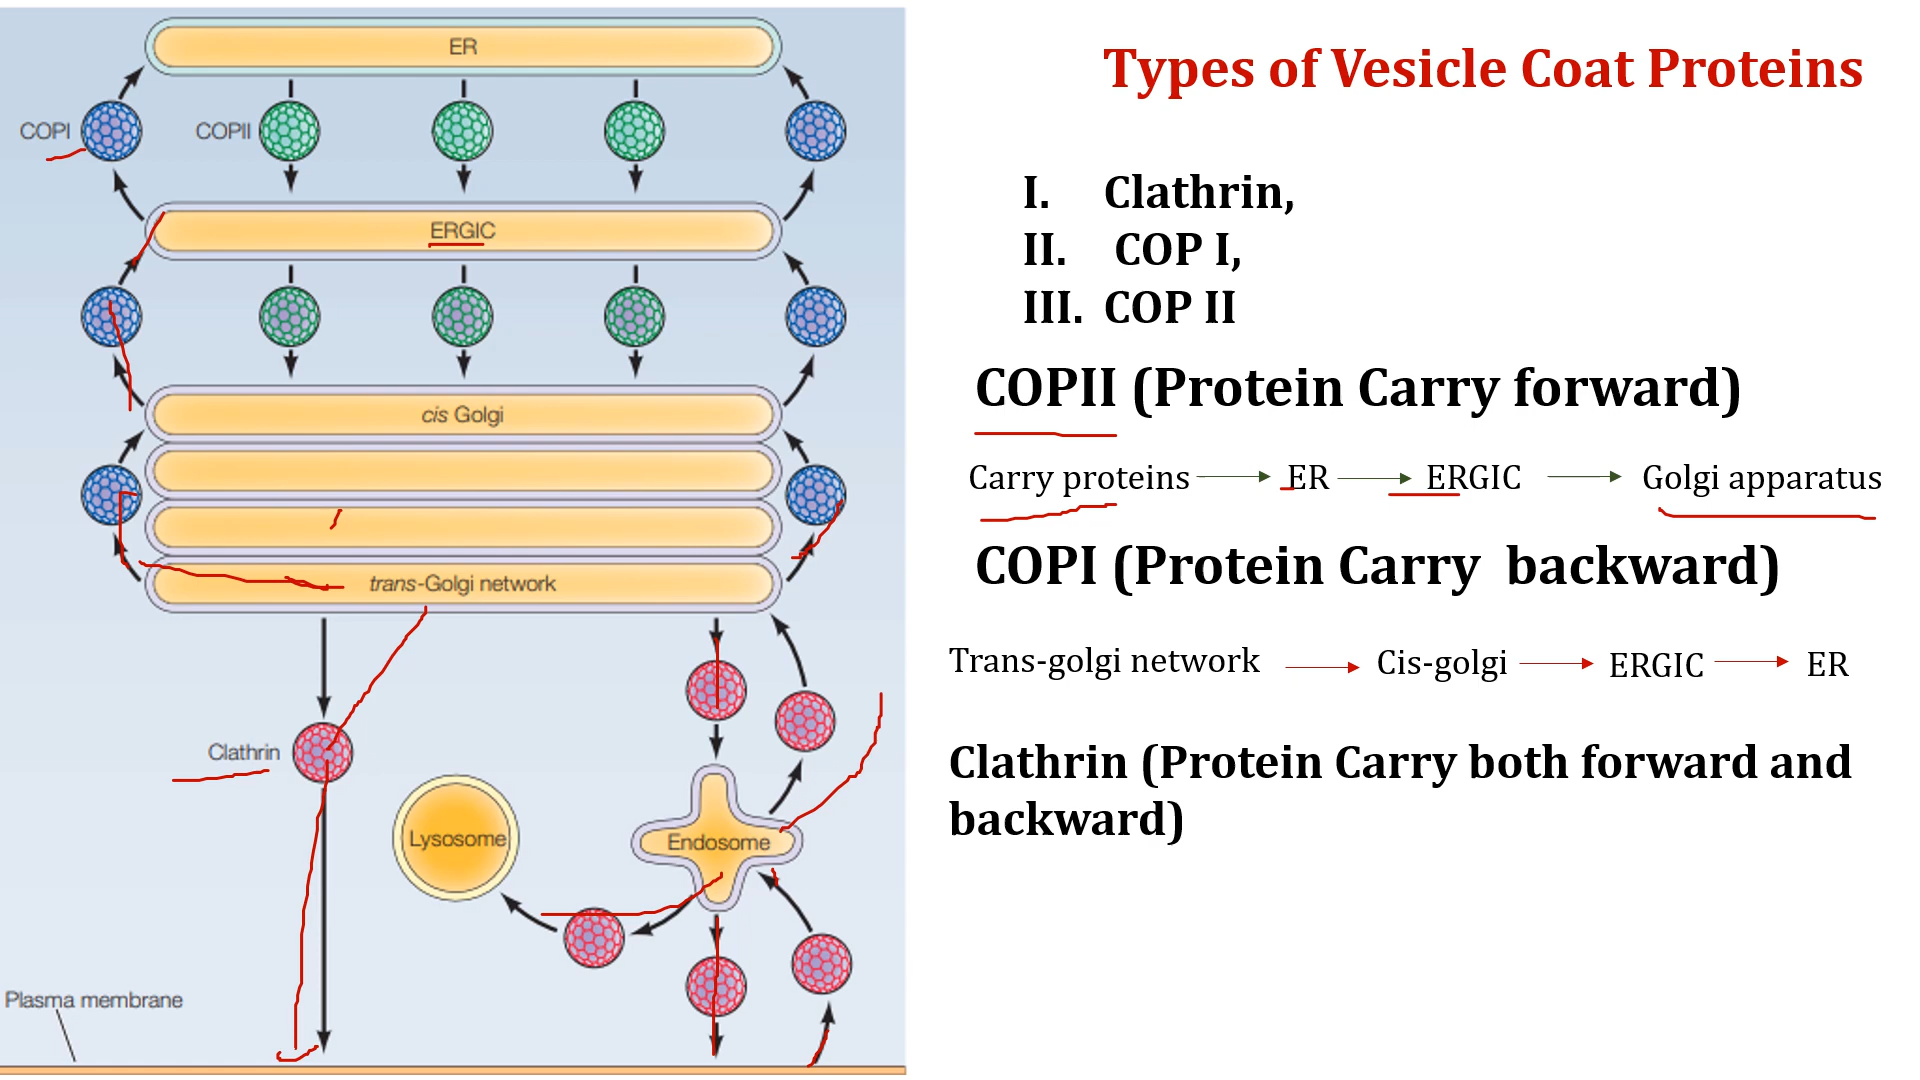 ER
COPI
COPII
ERGIC
cis Golgi
trans-Golgi network
Clathrin
Lysosome
Endosome
Plasma membrane
Types of Vesicle Coat Proteins
I. Clathrin,
II. COP I,
III. COP II
COPII (Protein Carry forward)
Carry proteins ER ERGIC Golgi apparatus
COPI (Protein Carry backward)
Trans-golgi network Cis-golgi ERGIC ER
Clathrin (Protein Carry both forward and
backward)